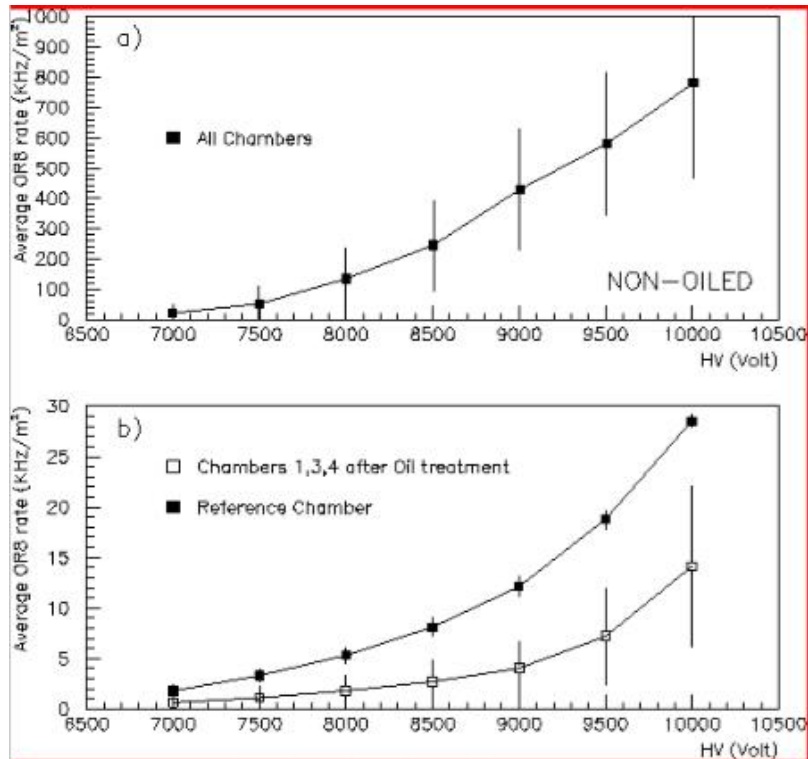 a)
Average OR8 rate (KHz/m²)
1000
900
800
700
600
500
400
300
200
100
0
All Chambers
NON-OILED
6500 7000 7500 8000 8500 9000 9500 10000 10500
HV (Volt)
b)
Average OR8 rate (KHz/m²)
30
25
20
15
10
5
0
Chambers 1,3,4 after Oil treatment
Reference Chamber
6500 7000 7500 8000 8500 9000 9500 10000 10500
HV (Volt)